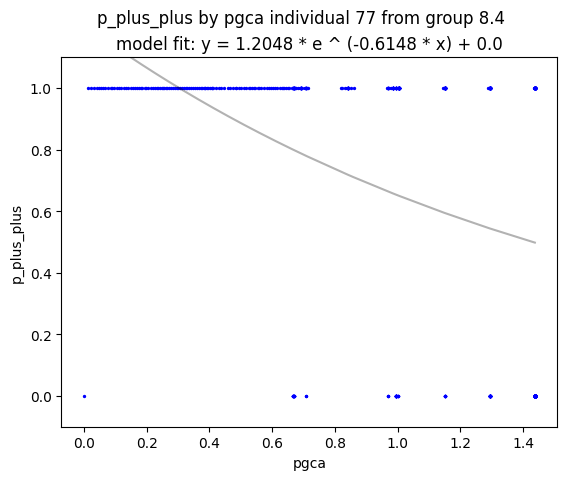 p_plus_plus by pgca individual 77 from group 8.4
model fit: y = 1.2048 * e ^ (-0.6148 * x) + 0.0
1.0
0.8
0.6
0.4
0.2
0.0
p_plus_plus
0.0 0.2 0.4 0.6 0.8 1.0 1.2 1.4
pgca